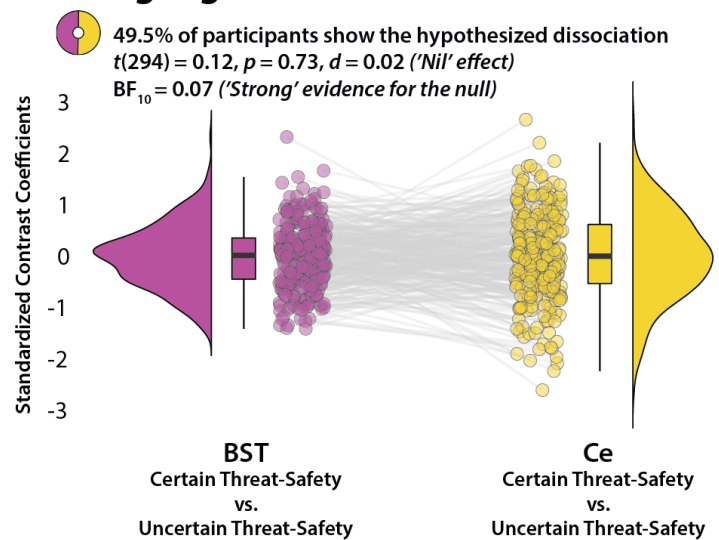 49.5% of participants show the hypothesized dissociation
t(294) = 0.12, p = 0.73, d = 0.02 ('Nil' effect)
BF10 = 0.07 ('Strong' evidence for the null)
Standardized Contrast Coefficients
3
2
1
0
-1
-2
-3
BST
Certain Threat-Safety
vs.
Uncertain Threat-Safety
Ce
Certain Threat-Safety
vs.
Uncertain Threat-Safety